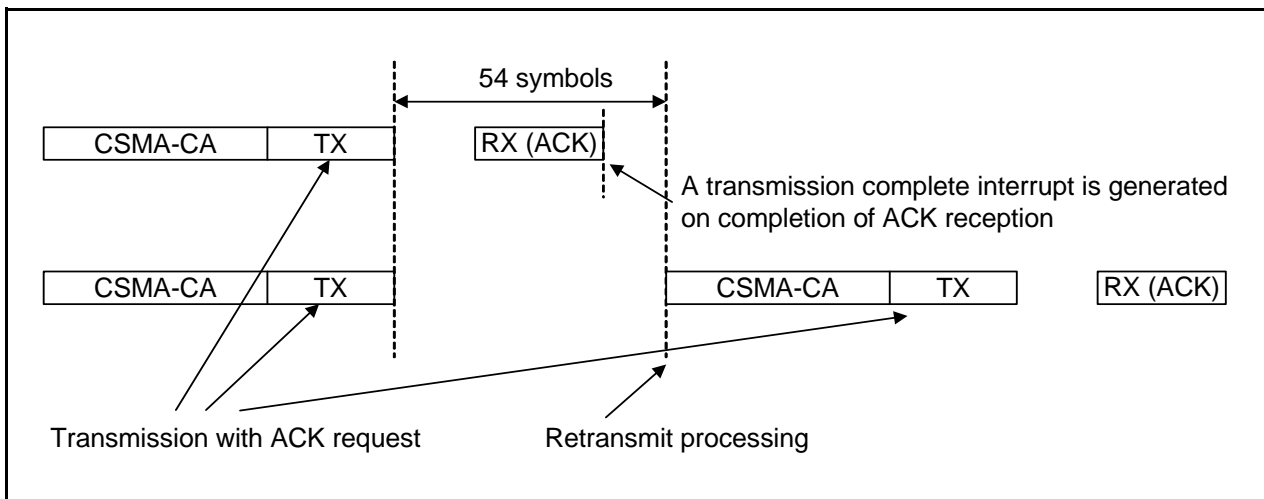 54 symbols
CSMA-CA
TX
RX (ACK)
A transmission complete interrupt is generated
on completion of ACK reception
CSMA-CA
TX
CSMA-CA
TX
RX (ACK)
Transmission with ACK request
Retransmit processing